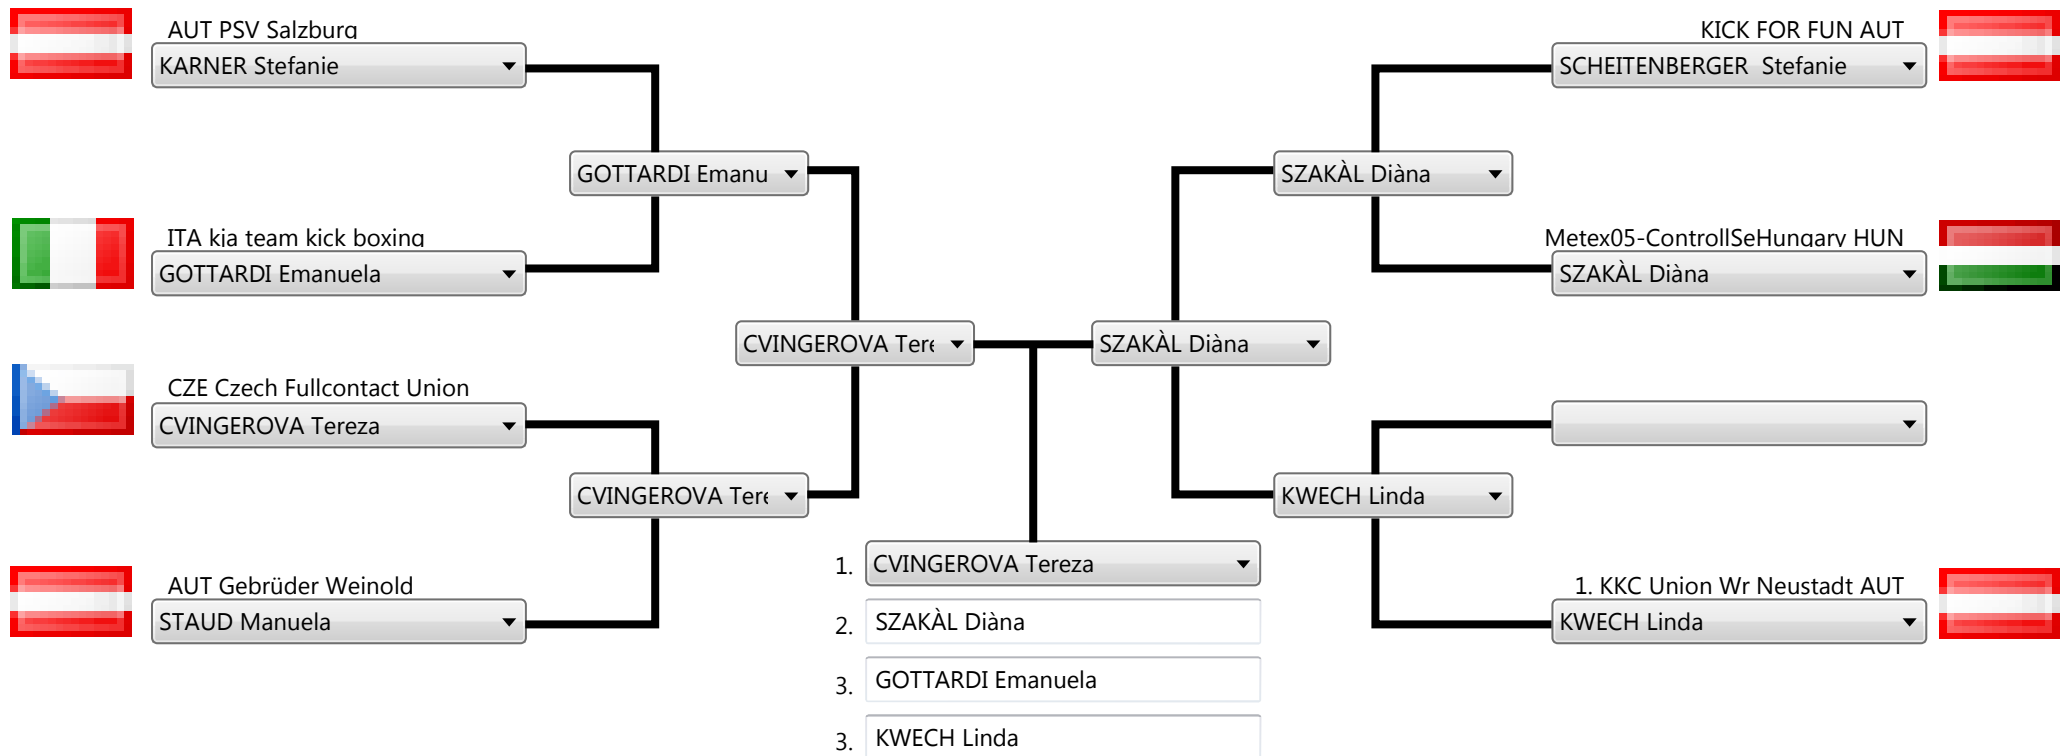 AUT PSV Salzburg
KICK FOR FUN AUT
KARNER Stefanie
SCHEITENBERGER  Stefanie
GOTTARDI Emanu
SZAKÀL Diàna
ITA kja team kick boxing
Metex05-ControllSeHungary HUN
GOTTARDI Emanuela
SZAKÀL Diàna
CVINGEROVA Tere
SZAKÀL Diàna
CZE Czech Fullcontact Union
CVINGEROVA Tereza
CVINGEROVA Tere
KWECH Linda
1. CVINGEROVA Tereza
AUT Gebrüder Weinold
1. KKC Union Wr Neustadt AUT
STAUD Manuela
2. SZAKÀL Diàna
KWECH Linda
3. GOTTARDI Emanuela
3. KWECH Linda